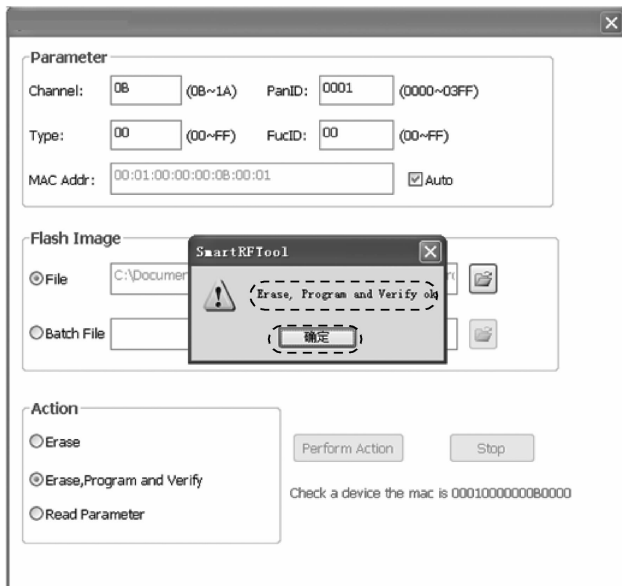 Parameter
Channel: 0B (0B~1A) PanID: 0001 (0000~03FF)
Type: 00 (00~FF) FucID: 00 (00~FF)
MAC Addr: 00:01:00:00:00:0B:00:01 Auto
Flash Image
SmartRFTool
File C:\Documen
Erase, Program and Verify ok
Batch File 确定
Action
Erase
Perform Action Stop
Erase,Program and Verify
Check a device the mac is 00010000000B0000
Read Parameter